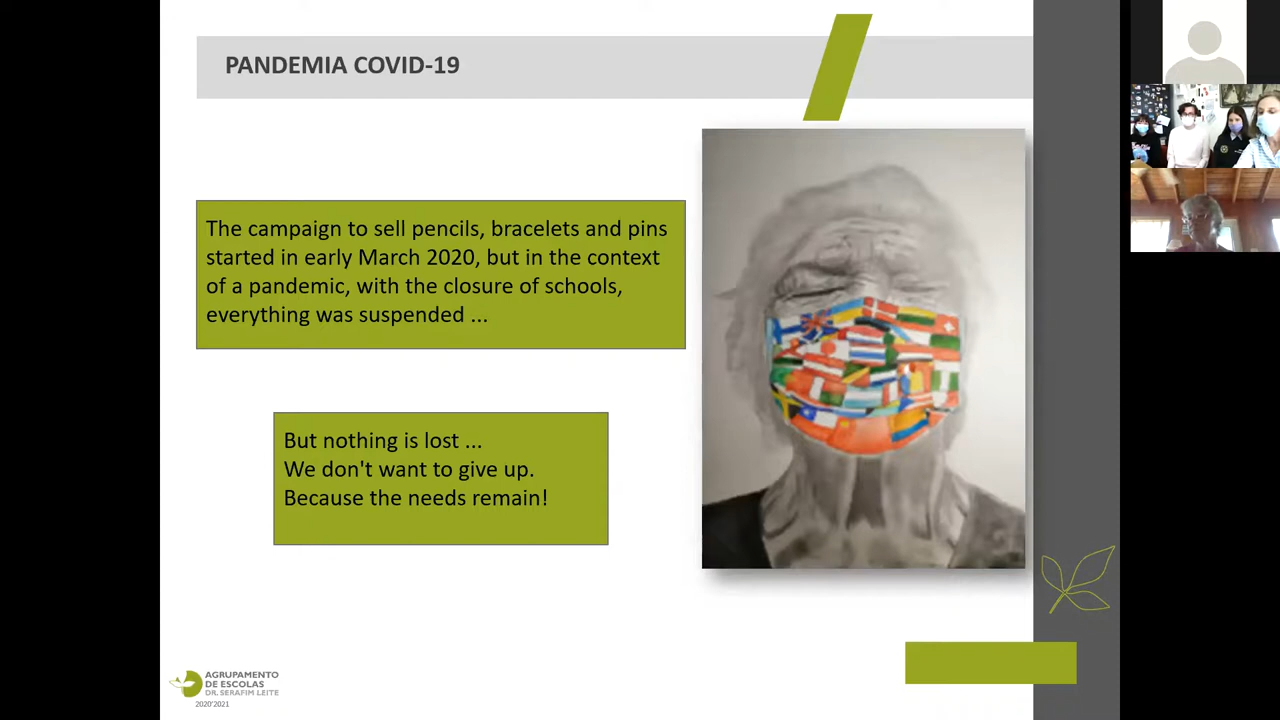 PANDEMIA COVID-19
The campaign to sell pencils, bracelets and pins
started in early March 2020, but in the context
of a pandemic, with the closure of schools,
everything was suspended ...
But nothing is lost ...
We don't want to give up.
Because the needs remain!
AGRUPAMENTO
DE ESCOLAS
DR. SERAFIM LEITE
2020'2021